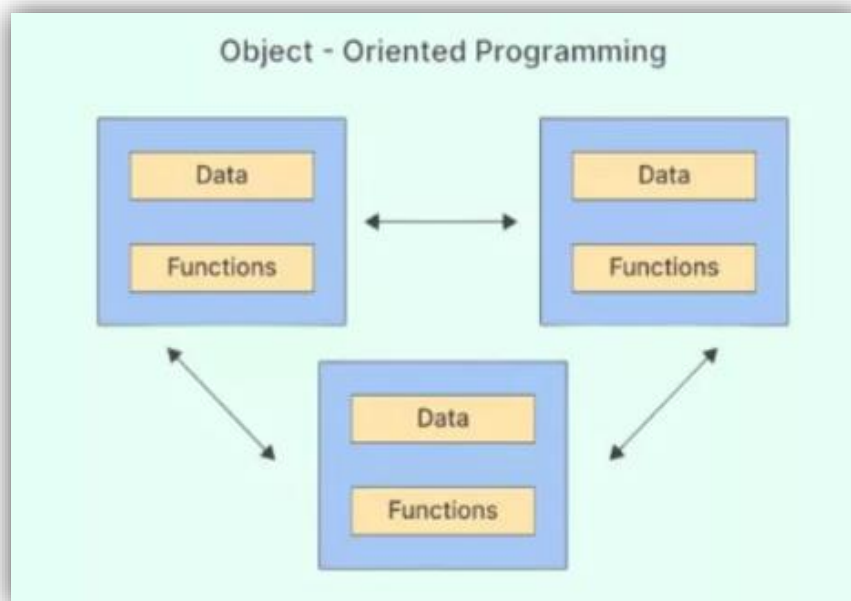 Object - Oriented Programming
Data
Data
Functions
Functions
Data
Functions